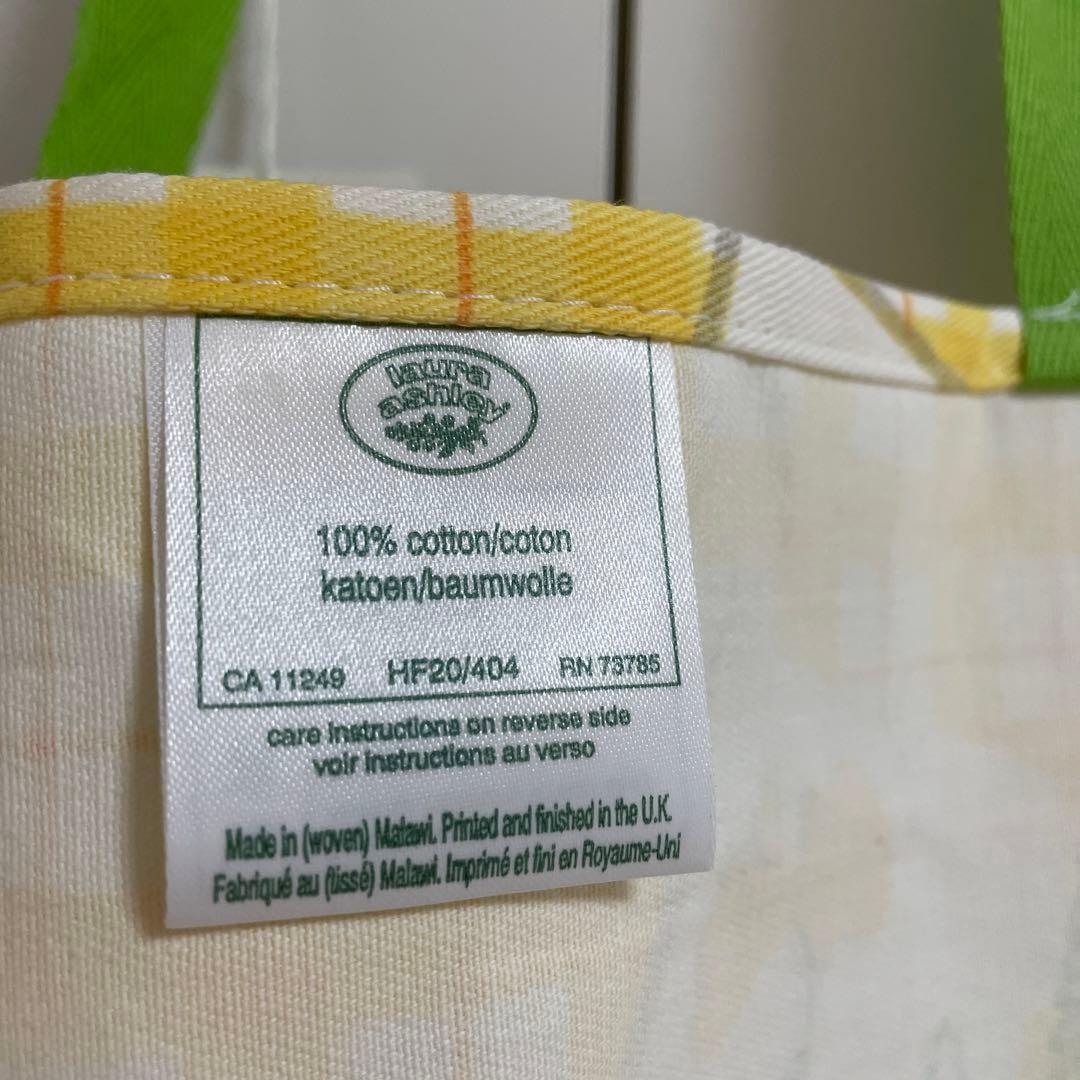 laura
ashley
100% cotton/coton
katoen/baumwolle
CA 11249 HF20/404 RN 73785
care instructions on reverse side
voir instructions au verso
Made in (woven) Malawi. Printed and finished in the U.K.
Fabriqué au (tissé) Malawi. Imprimé et fini en Royaume-Uni